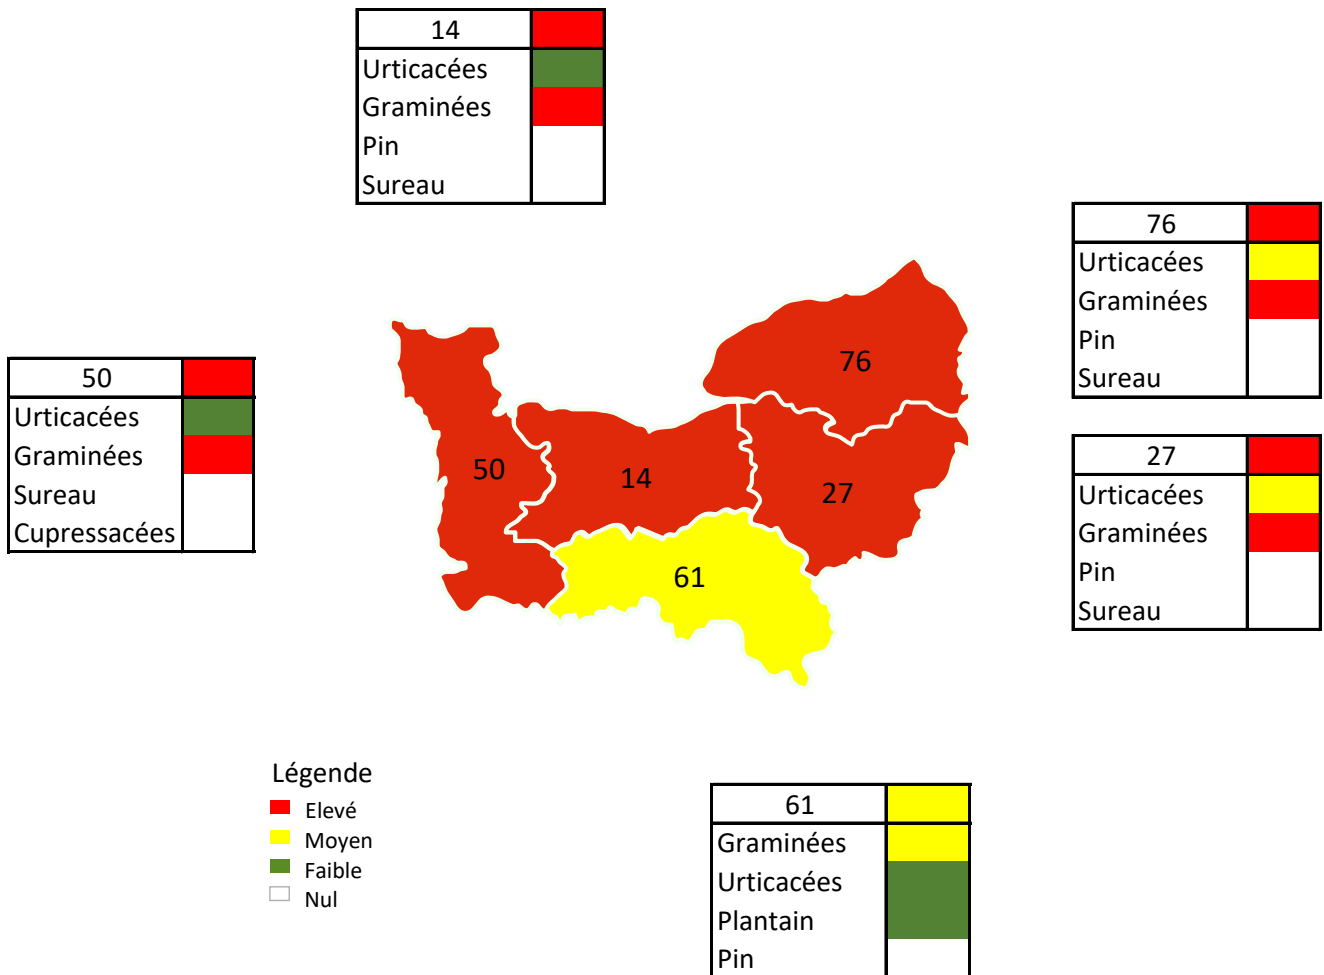 14
Urticacées
Graminées
Pin
Sureau
76
Urticacées
Graminées
Pin
Sureau
50
Urticacées
Graminées
Sureau
Cupressacées
27
Urticacées
Graminées
Pin
Sureau
76
50
14
27
61
Légende
Elevé
Moyen
Faible
Nul
61
Graminées
Urticacées
Plantain
Pin